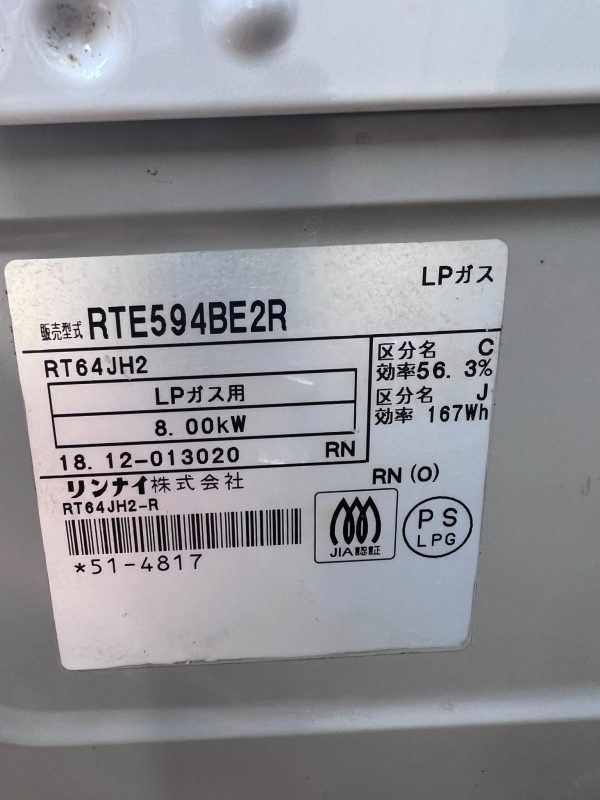 LPガス
販売型式 RTE594BE2R
RT64JH2
LPガス用
8.00kW
18.12-013020 RN
区分名 C
効率56.3%
区分名 J
効率 167Wh
リンナイ株式会社
RN(O)
RT64JH2-R
*51-4817
JIA認証
PS
LPG